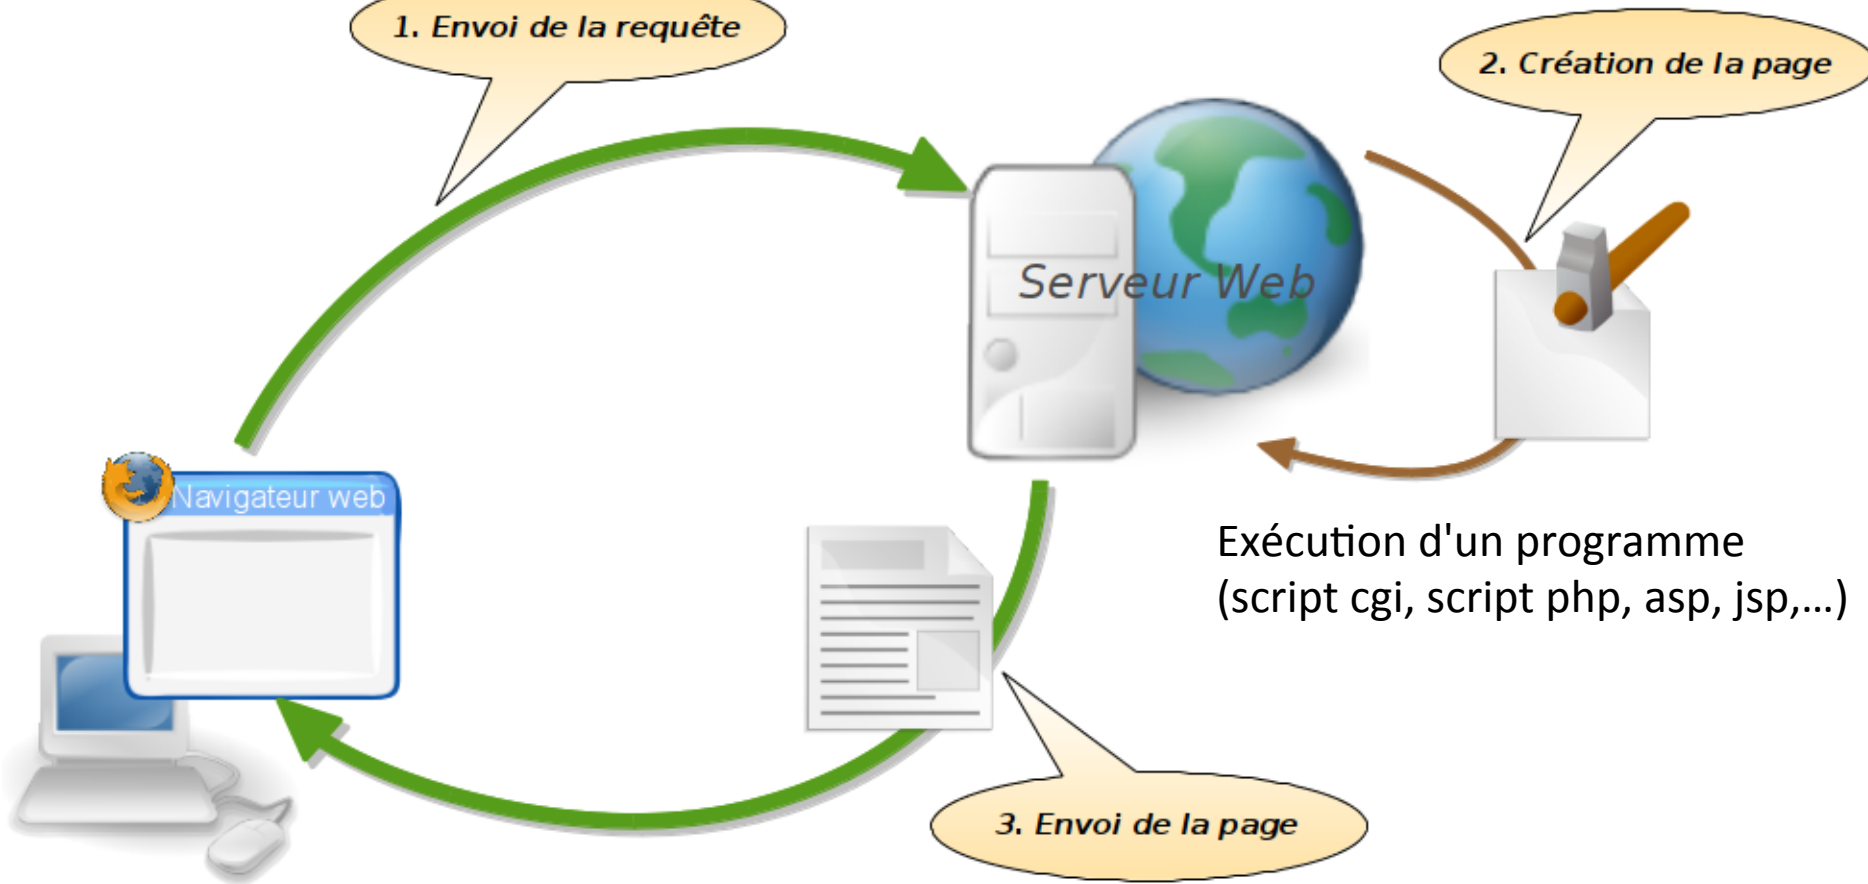 1. Envoi de la requête
2. Création de la page
Serveur Web
Navigateur web
Exécution d'un programme
(script cgi, script php, asp, jsp,...)
3. Envoi de la page